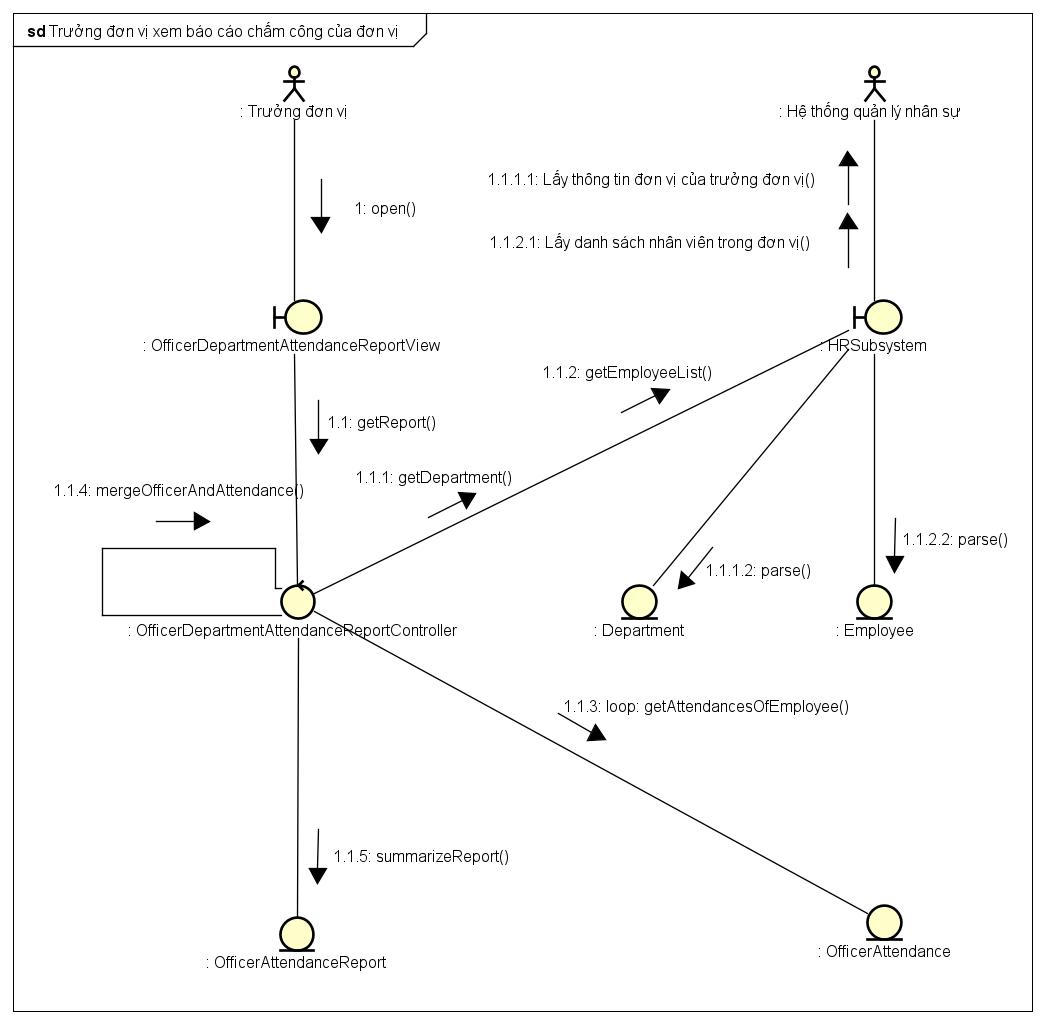 sd Trưởng đơn vị xem báo cáo chấm công của đơn vị
: Trưởng đơn vị
: Hệ thống quản lý nhân sự
1.1.1.1: Lấy thông tin đơn vị của trưởng đơn vị()
1: open()
1.1.2.1: Lấy danh sách nhân viên trong đơn vị()
: OfficerDepartmentAttendanceReportView
: HRSubsystem
1.1.2: getEmployeeList()
1.1: getReport()
1.1.1: getDepartment()
1.1.4: mergeOfficerAndAttendance()
1.1.2.2: parse()
1.1.1.2: parse()
: OfficerDepartmentAttendanceReportController
: Department
: Employee
1.1.3: loop: getAttendancesOfEmployee()
1.1.5: summarizeReport()
: OfficerAttendance
: OfficerAttendanceReport